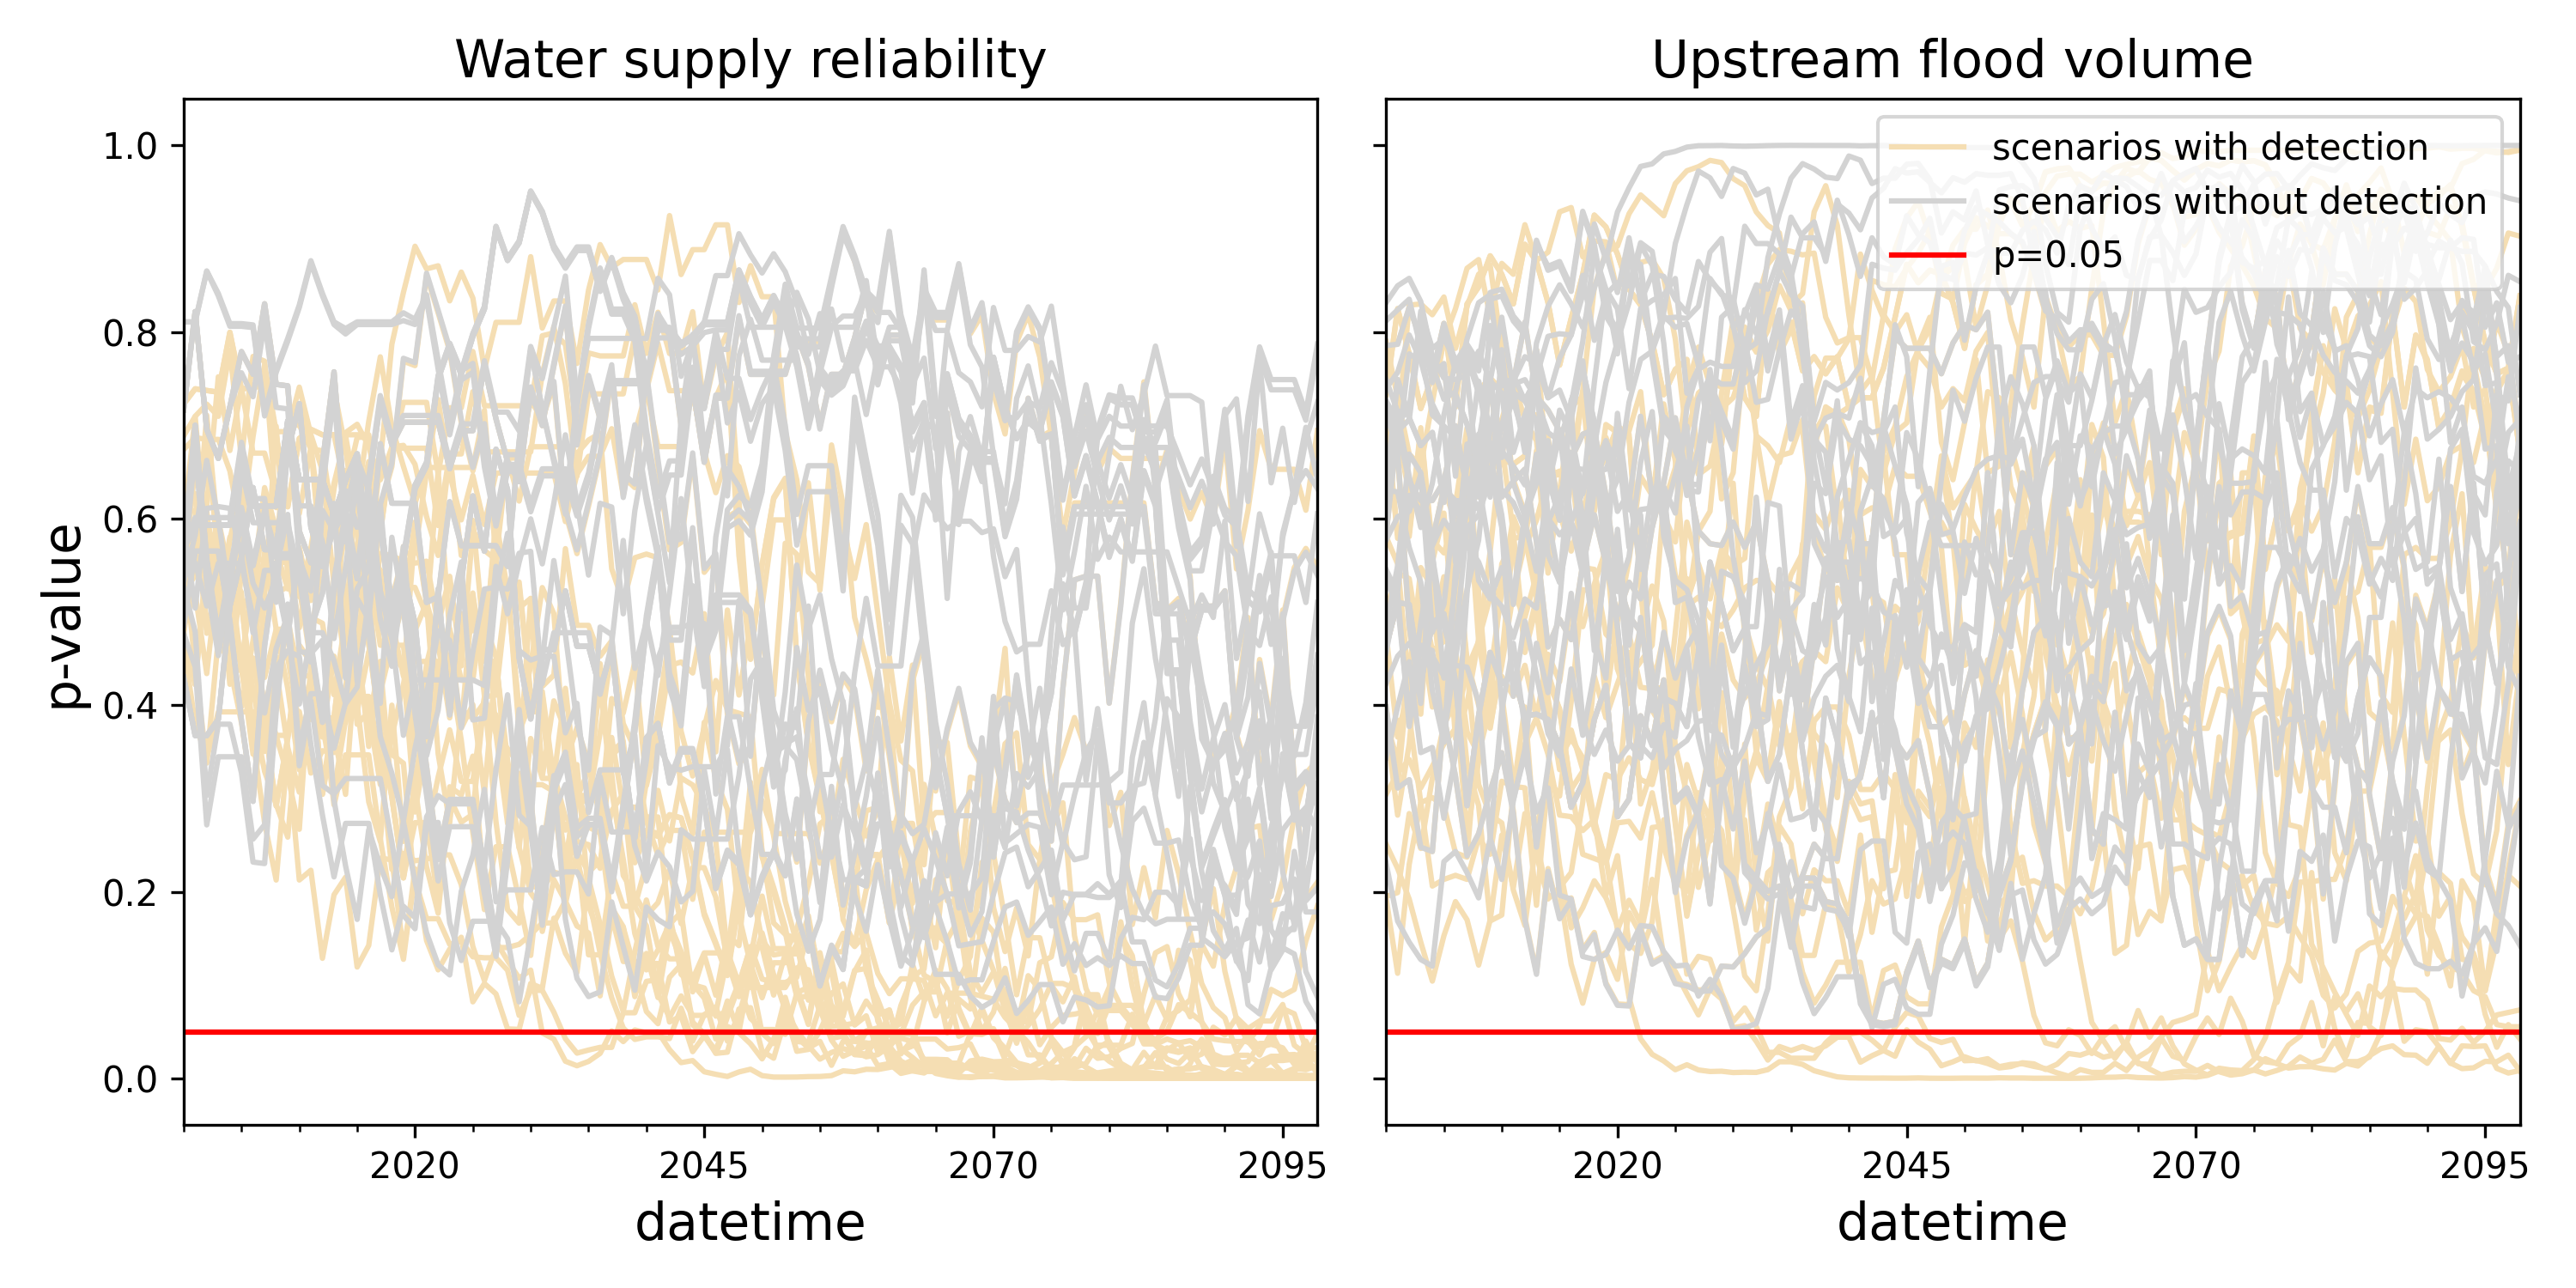 Water supply reliability
Upstream flood volume
p-value
1.0
0.8
0.6
0.4
0.2
0.0
scenarios with detection
scenarios without detection
p=0.05
2020
2045
2070
2095
2020
2045
2070
2095
datetime
datetime